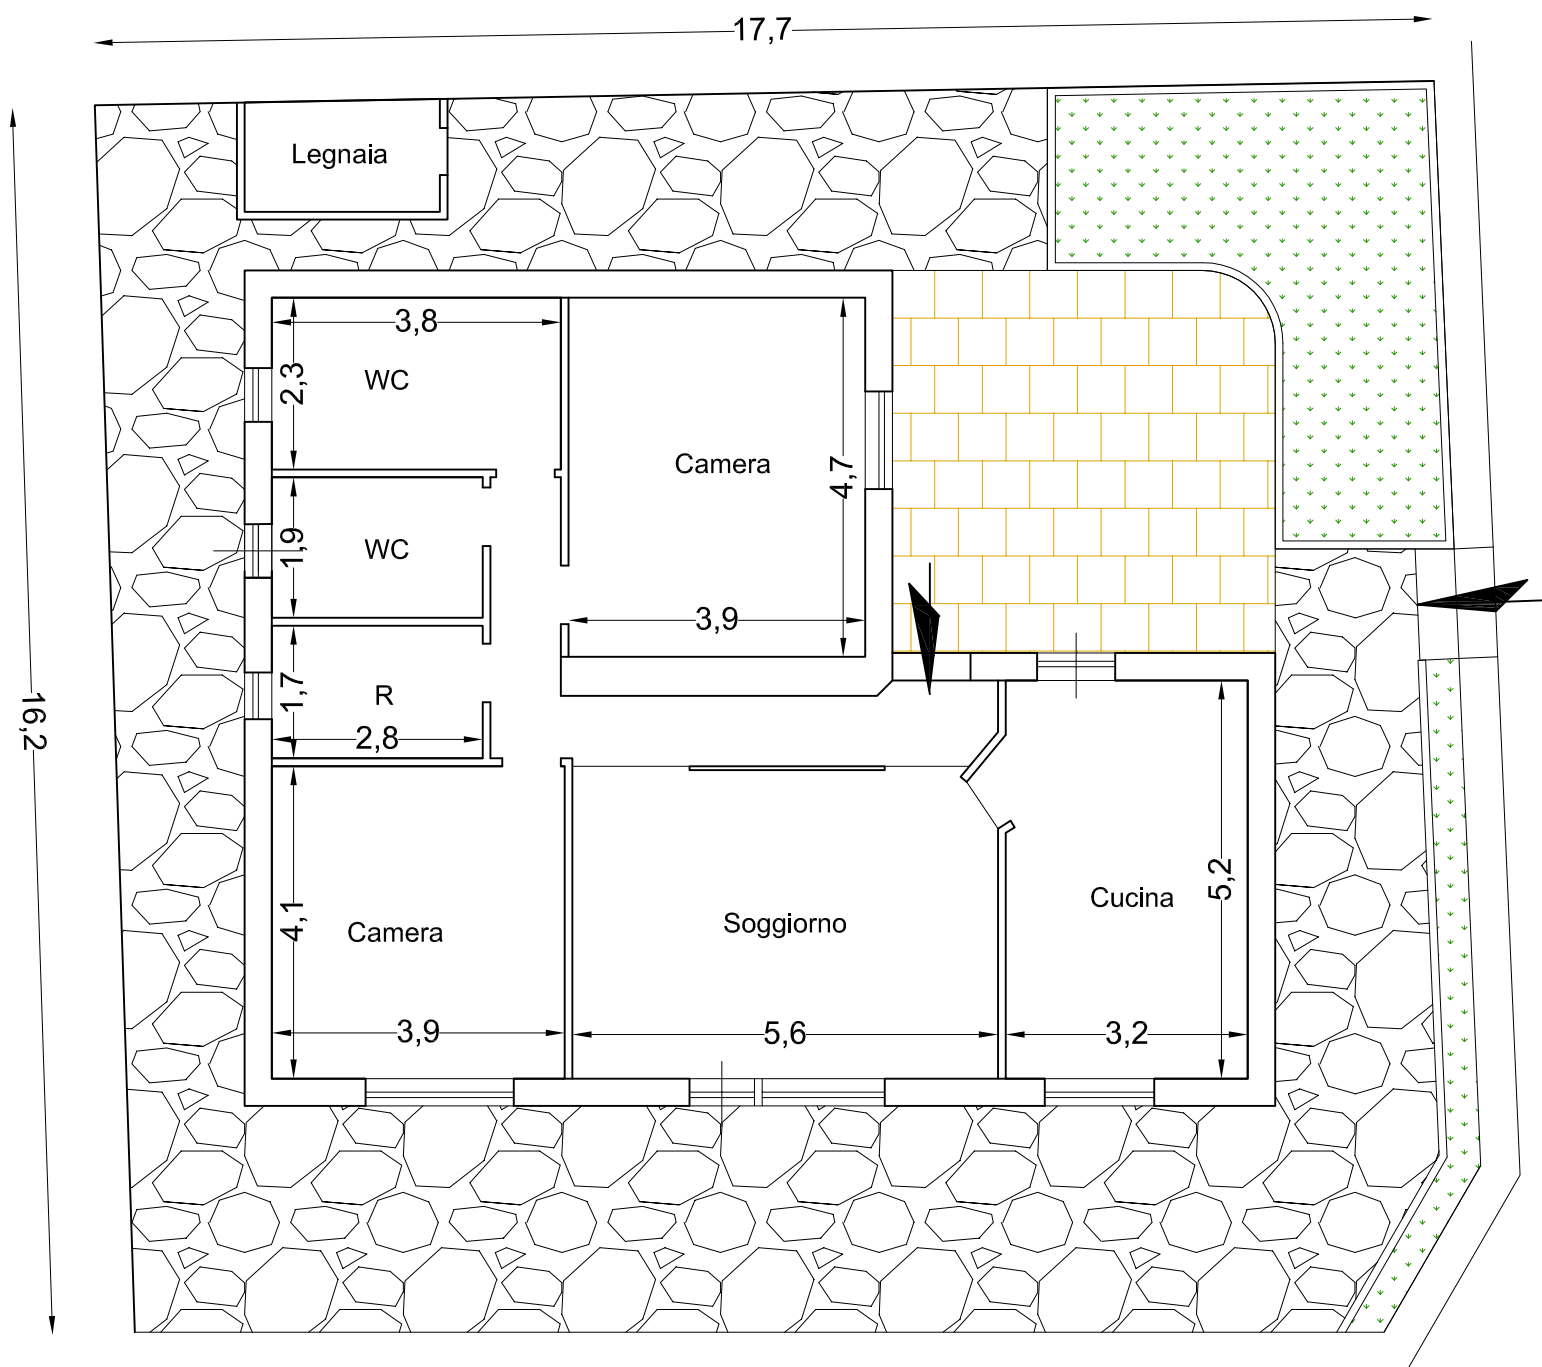 17,7
Legnaia
3,8
2,3
WC
Camera
4,7
1,9
WC
3,9
16,2
1,7
R
2,8
5,2
Cucina
4,1
Camera
Soggiorno
3,9
5,6
3,2